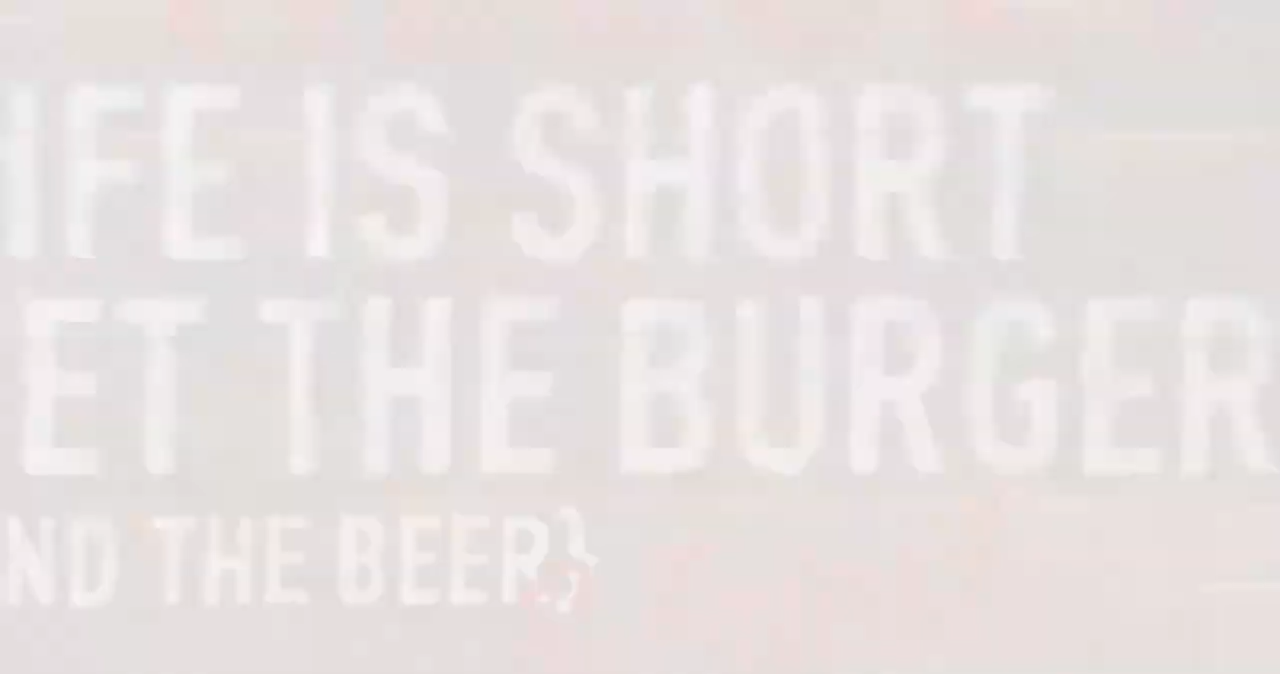 IFE IS SHORT
ET THE BURGER
ND THE BEER}